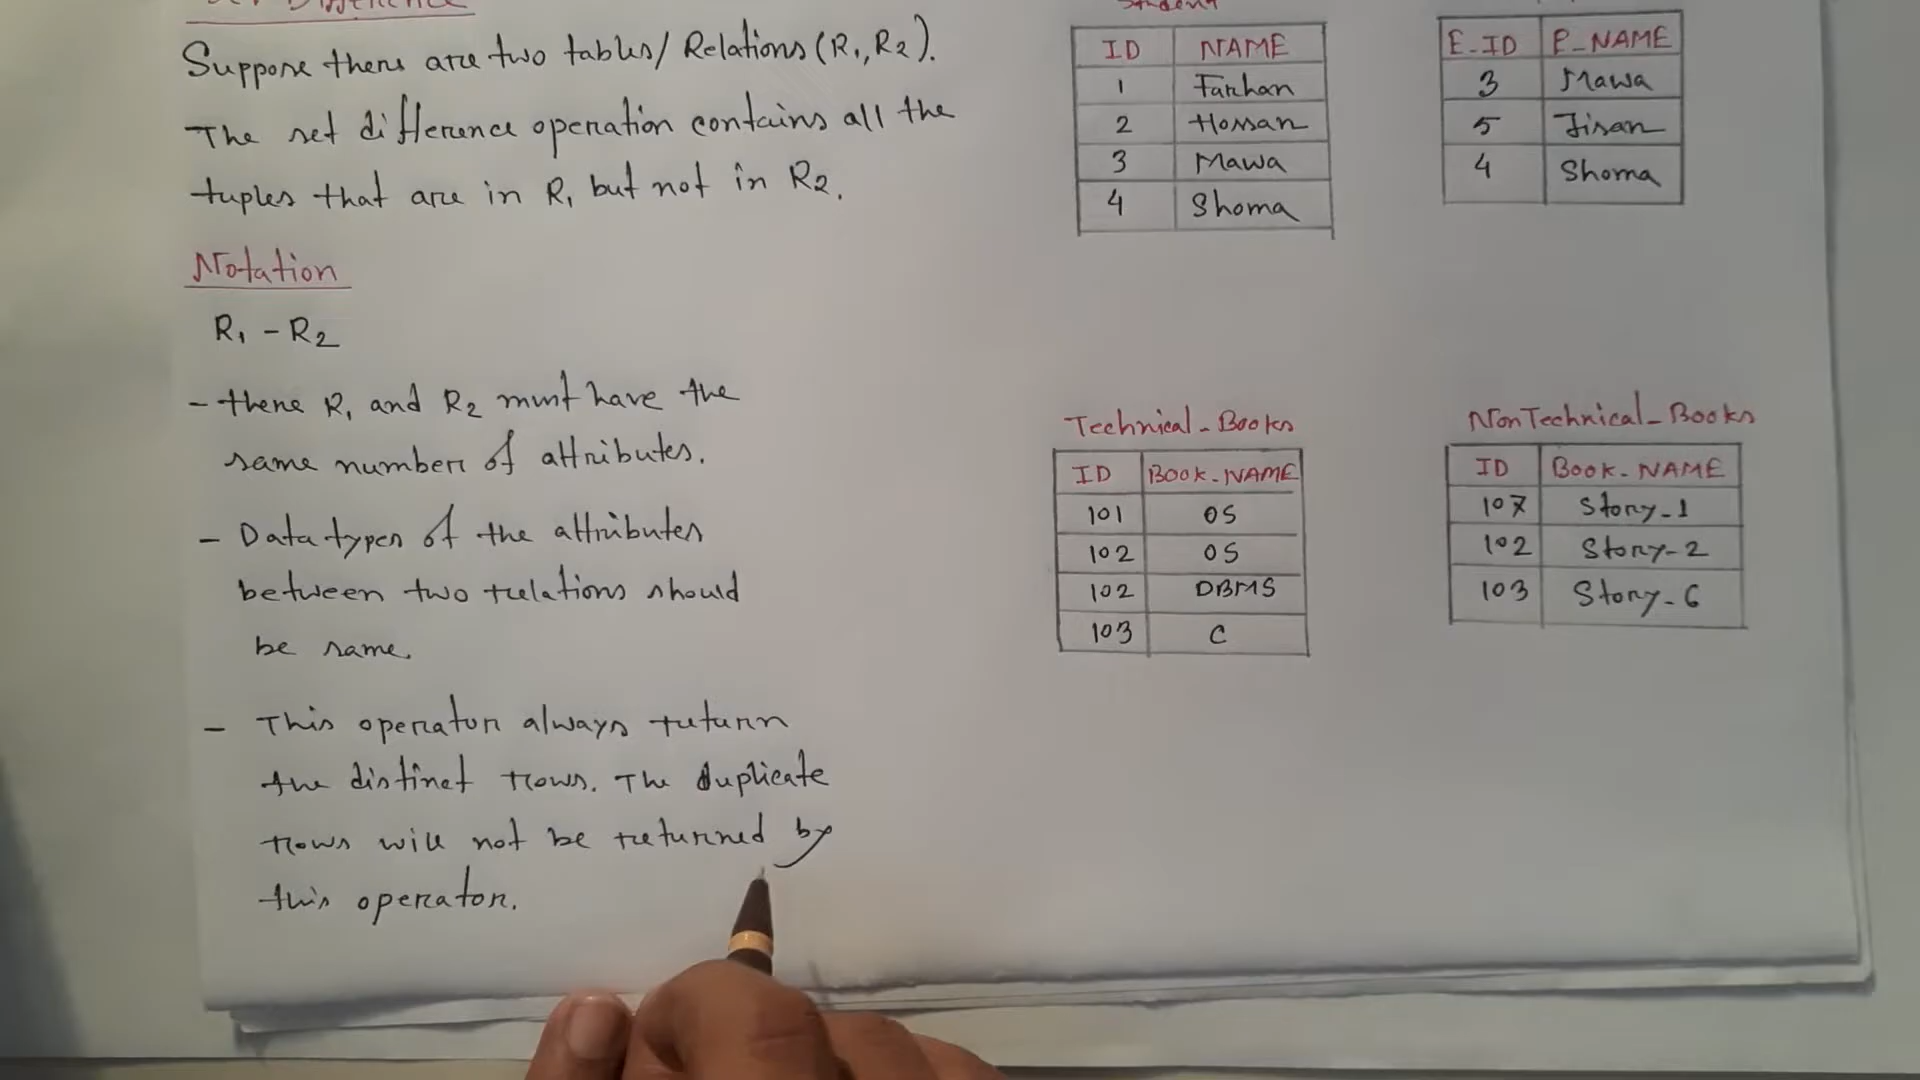 Difference
Suppose there are two tables/ Relations (R1, R2).
The set difference operation contains all the
tuples that are in R1 but not in R2.
Notation
R1 - R2
- there R1 and R2 must have the
same number of attributes.
- Data types of the attributes
between two relations should
be same.
- This operator always return
the distinct rows. The duplicate
rows will not be returned by
this operator.
Student
ID NAME
1 Farhan
2 Hossan
3 Mawa
4 Shoma
E_ID E_NAME
3 Mawa
5 Jisan
4 Shoma
Technical_Books
ID BOOK_NAME
101 OS
102 OS
102 DBMS
103 C
NonTechnical_Books
ID BOOK_NAME
107 Story_1
102 Story_2
103 Story_6